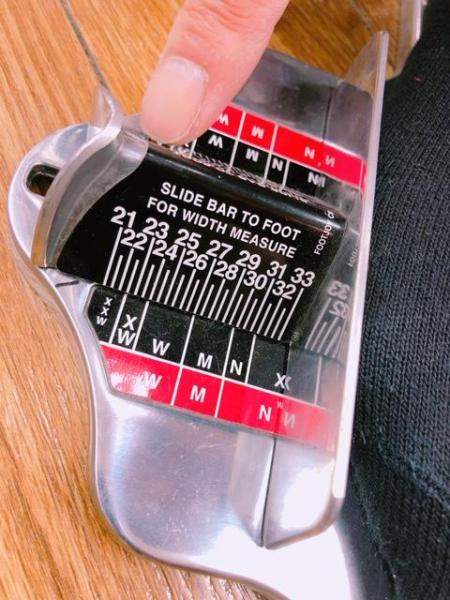 W M N N
W N N
SLIDE BAR TO FOOT
FOR WIDTH MEASURE
21 23 25 27 29 31 33
22 24 26 28 30 32
XXW XW W M N
W M N